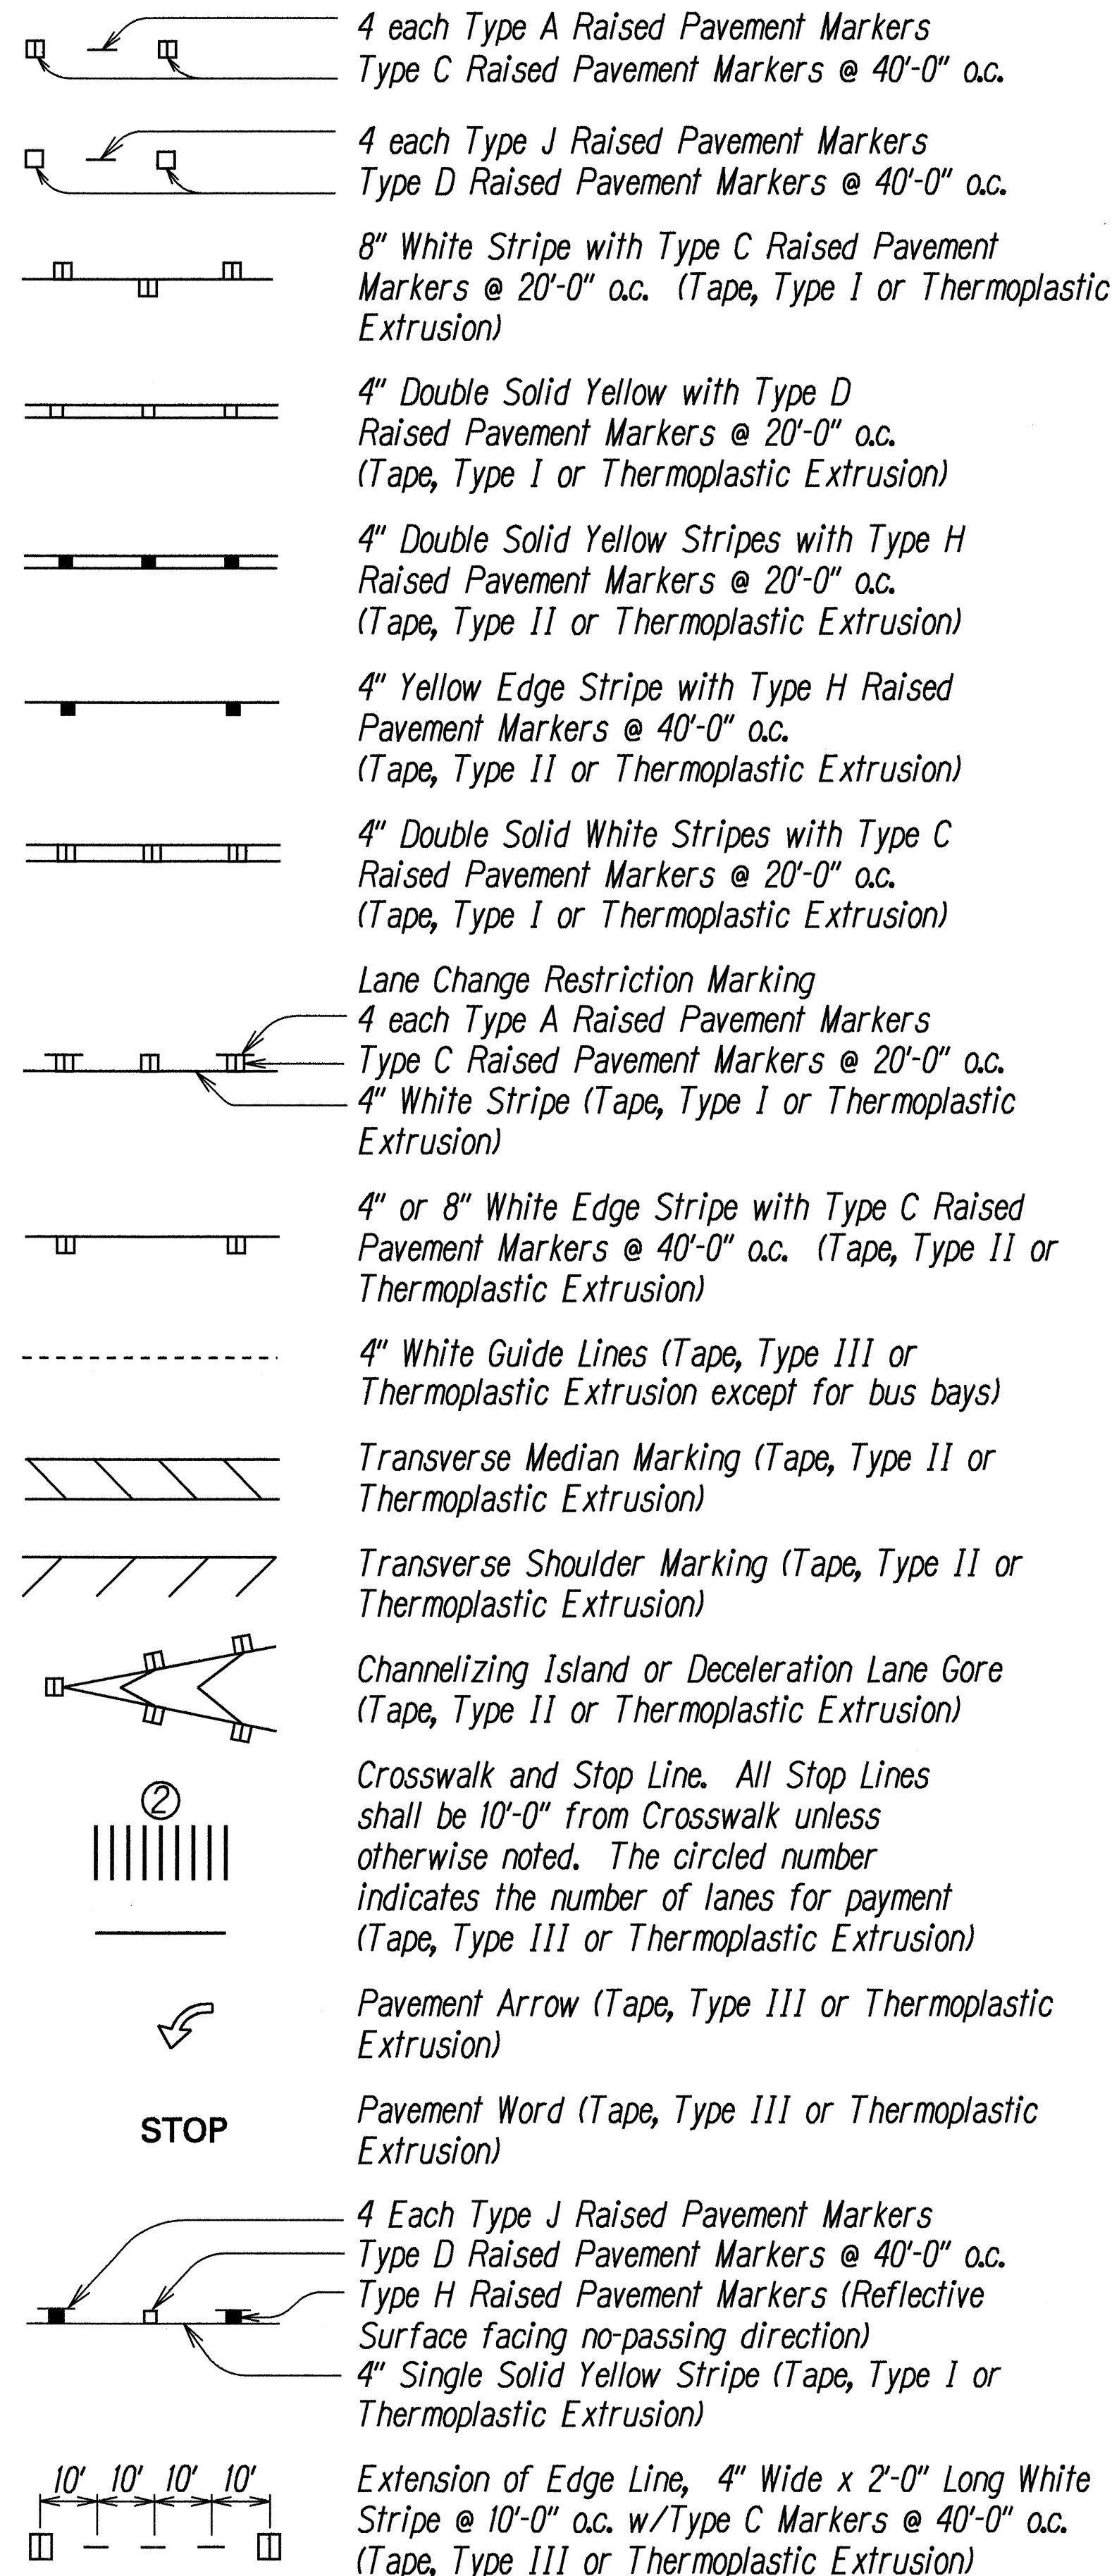 4 each Type A Raised Pavement Markers
Type C Raised Pavement Markers @ 40'-0" o.c.
4 each Type J Raised Pavement Markers
Type D Raised Pavement Markers @ 40'-0" o.c.
8" White Stripe with Type C Raised Pavement
Markers @ 20'-0" o.c. (Tape, Type I or Thermoplastic
Extrusion)
4" Double Solid Yellow with Type D
Raised Pavement Markers @ 20'-0" o.c.
(Tape, Type I or Thermoplastic Extrusion)
4" Double Solid Yellow Stripes with Type H
Raised Pavement Markers @ 20'-0" o.c.
(Tape, Type II or Thermoplastic Extrusion)
4" Yellow Edge Stripe with Type H Raised
Pavement Markers @ 40'-0" o.c.
(Tape, Type II or Thermoplastic Extrusion)
4" Double Solid White Stripes with Type C
Raised Pavement Markers @ 20'-0" o.c.
(Tape, Type I or Thermoplastic Extrusion)
Lane Change Restriction Marking
4 each Type A Raised Pavement Markers
Type C Raised Pavement Markers @ 20'-0" o.c.
4" White Stripe (Tape, Type I or Thermoplastic
Extrusion)
4" or 8" White Edge Stripe with Type C Raised
Pavement Markers @ 40'-0" o.c. (Tape, Type II or
Thermoplastic Extrusion)
4" White Guide Lines (Tape, Type III or
Thermoplastic Extrusion except for bus bays)
Transverse Median Marking (Tape, Type II or
Thermoplastic Extrusion)
Transverse Shoulder Marking (Tape, Type II or
Thermoplastic Extrusion)
Channelizing Island or Deceleration Lane Gore
(Tape, Type II or Thermoplastic Extrusion)
2
Crosswalk and Stop Line. All Stop Lines
shall be 10'-0" from Crosswalk unless
otherwise noted. The circled number
indicates the number of lanes for payment
(Tape, Type III or Thermoplastic Extrusion)
Pavement Arrow (Tape, Type III or Thermoplastic
Extrusion)
STOP
Pavement Word (Tape, Type III or Thermoplastic
Extrusion)
4 Each Type J Raised Pavement Markers
Type D Raised Pavement Markers @ 40'-0" o.c.
Type H Raised Pavement Markers (Reflective
Surface facing no-passing direction)
4" Single Solid Yellow Stripe (Tape, Type I or
Thermoplastic Extrusion)
10' 10' 10' 10'
Extension of Edge Line, 4" Wide x 2'-0" Long White
Stripe @ 10'-0" o.c. w/Type C Markers @ 40'-0" o.c.
(Tape, Type III or Thermoplastic Extrusion)